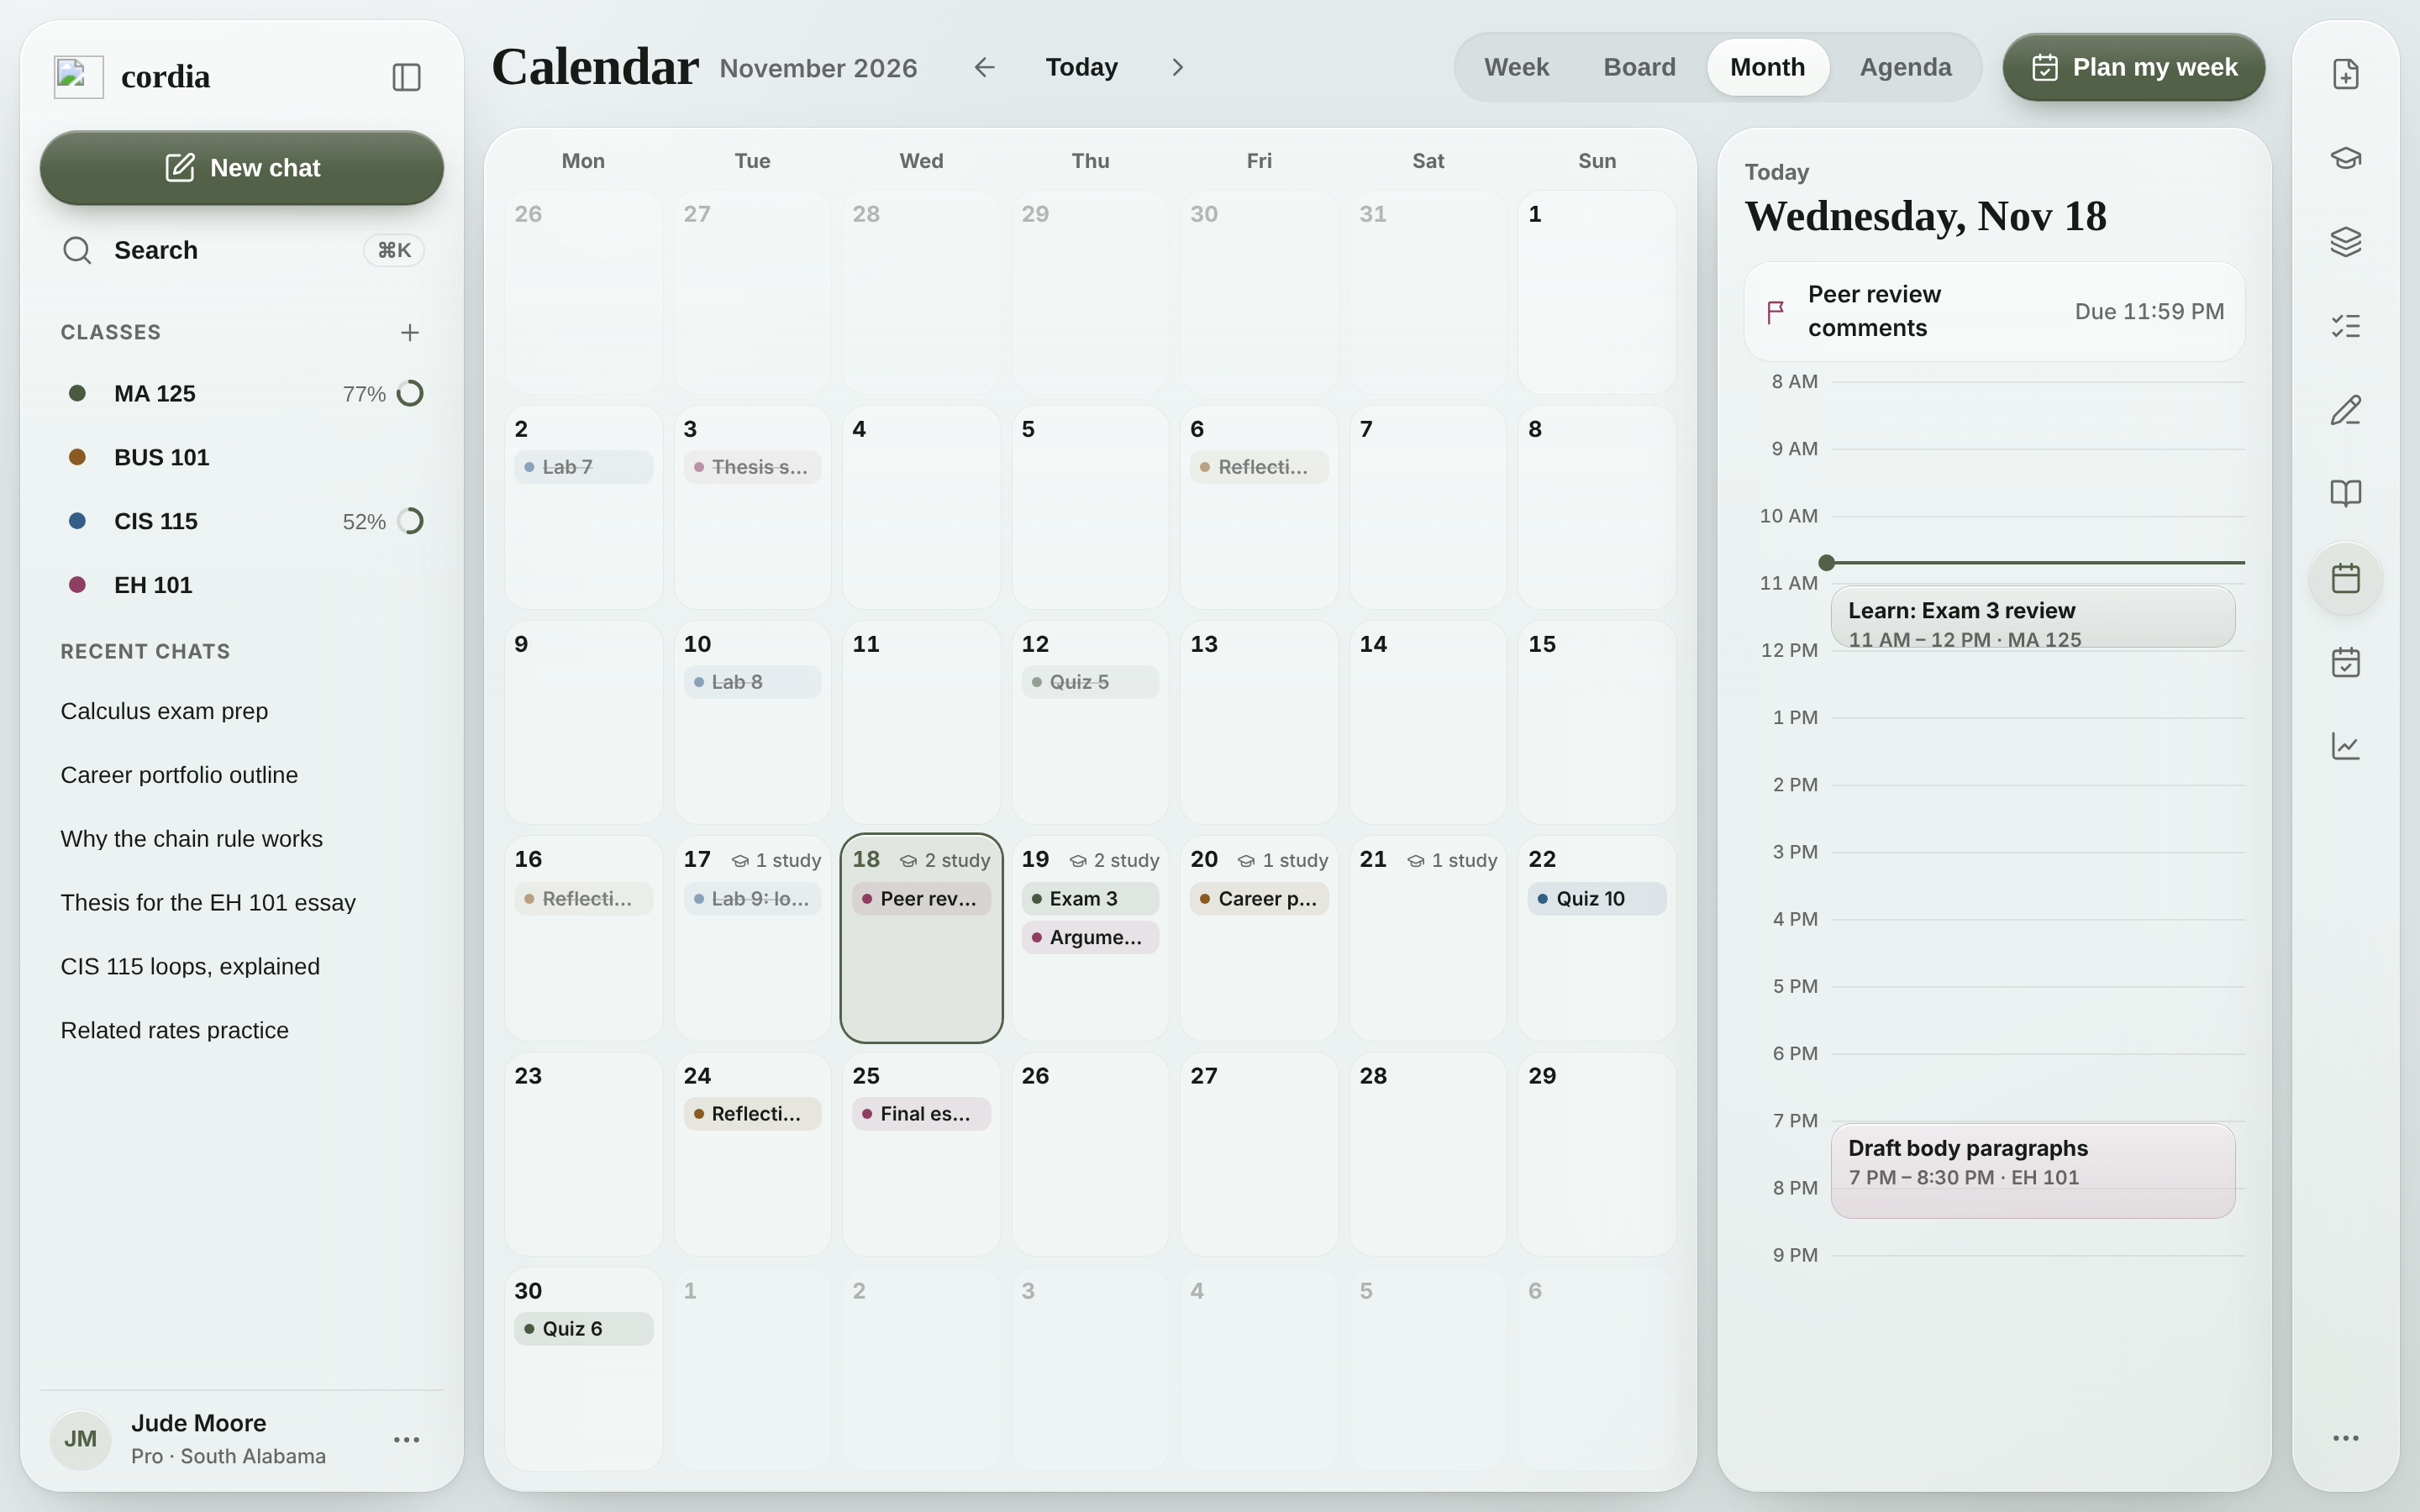 cordia
New chat
Search ⌘K
CLASSES
MA 125 77%
BUS 101
CIS 115 52%
EH 101
RECENT CHATS
Calculus exam prep
Career portfolio outline
Why the chain rule works
Thesis for the EH 101 essay
CIS 115 loops, explained
Related rates practice
JM
Jude Moore
Pro · South Alabama
Calendar November 2026 Today
Week Board Month Agenda
Plan my week
Mon Tue Wed Thu Fri Sat Sun
26 27 28 29 30 31 1
2 3 4 5 6 7 8
Lab 7 Thesis s... Reflecti...
9 10 11 12 13 14 15
Lab 8 Quiz 5
16 17 1 study 18 2 study 19 2 study 20 1 study 21 1 study 22
Reflecti... Lab 9: lo... Peer rev... Exam 3 Career p... Quiz 10
Argume...
23 24 25 26 27 28 29
Reflecti... Final es...
30 1 2 3 4 5 6
Quiz 6
Today
Wednesday, Nov 18
Peer review
comments
Due 11:59 PM
8 AM
9 AM
10 AM
11 AM
Learn: Exam 3 review
11 AM – 12 PM · MA 125
12 PM
1 PM
2 PM
3 PM
4 PM
5 PM
6 PM
7 PM
Draft body paragraphs
7 PM – 8:30 PM · EH 101
8 PM
9 PM